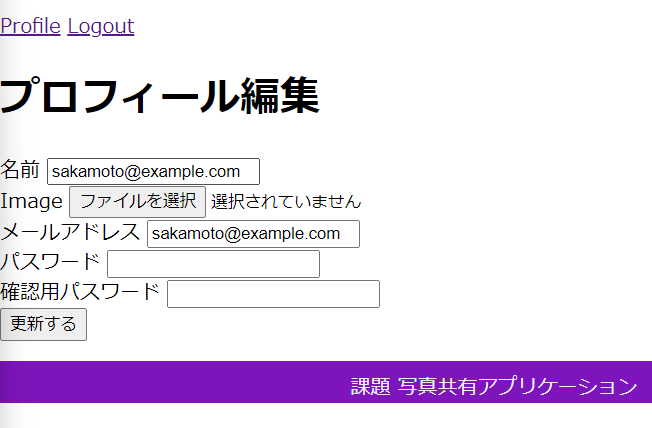 Profile Logout
プロフィール編集
名前 sakamoto@example.com
Image ファイルを選択 選択されていません
メールアドレス sakamoto@example.com
パスワード
確認用パスワード
更新する
課題 写真共有アプリケーション